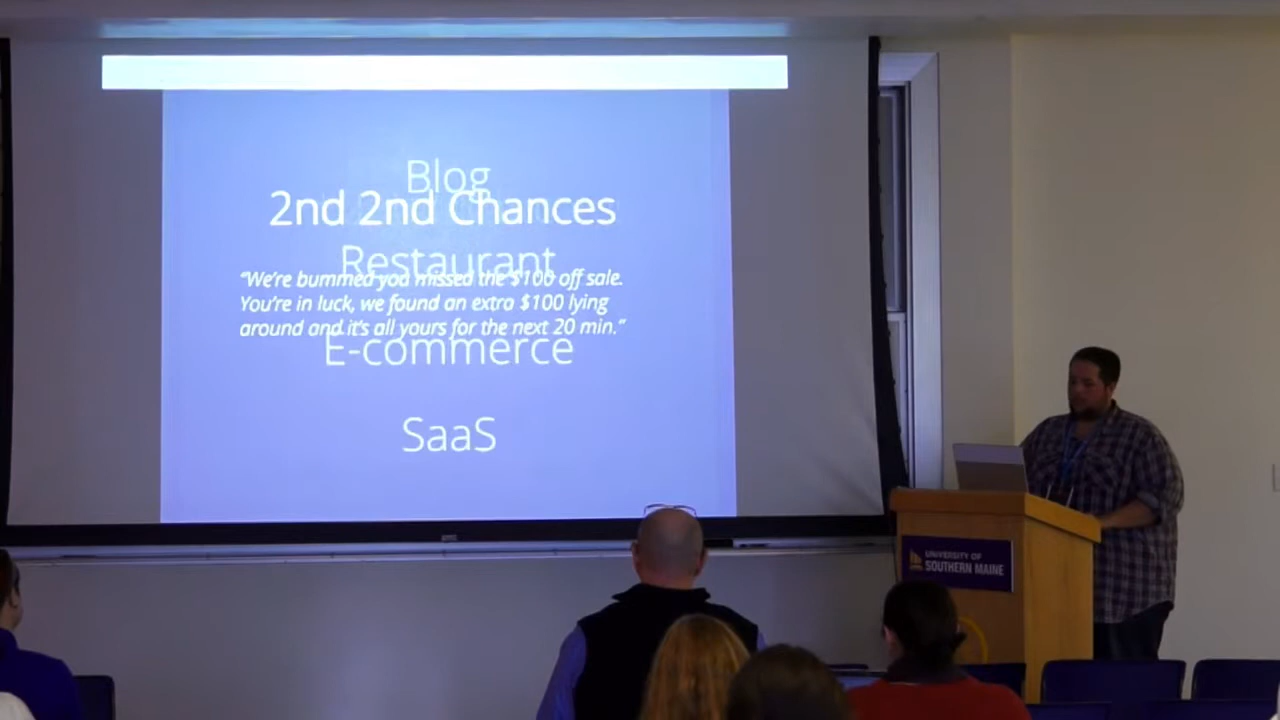 Blog
2nd 2nd Chances
Restaurant
“We’re bummed you missed the $100 off sale.
You’re in luck, we found an extra $100 lying
around and it’s all yours for the next 20 min.”
E-commerce
SaaS
UNIVERSITY OF
SOUTHERN MAINE